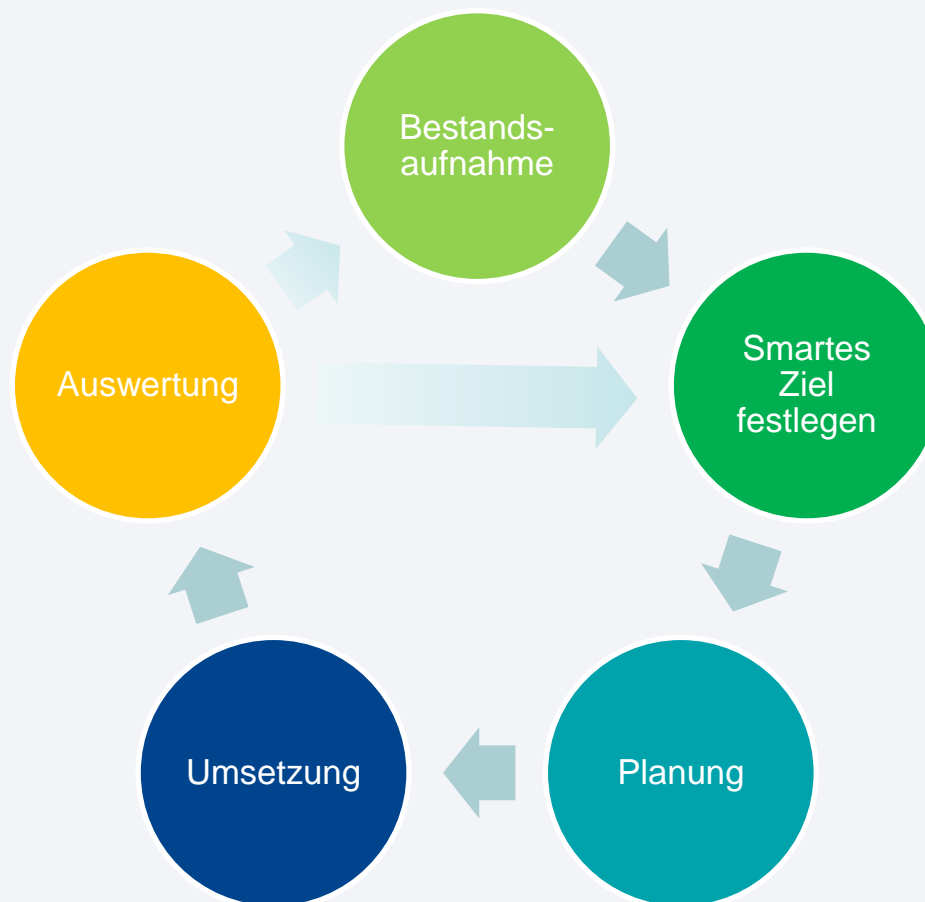 Bestands-
aufnahme
Smartes
Ziel
festlegen
Planung
Umsetzung
Auswertung